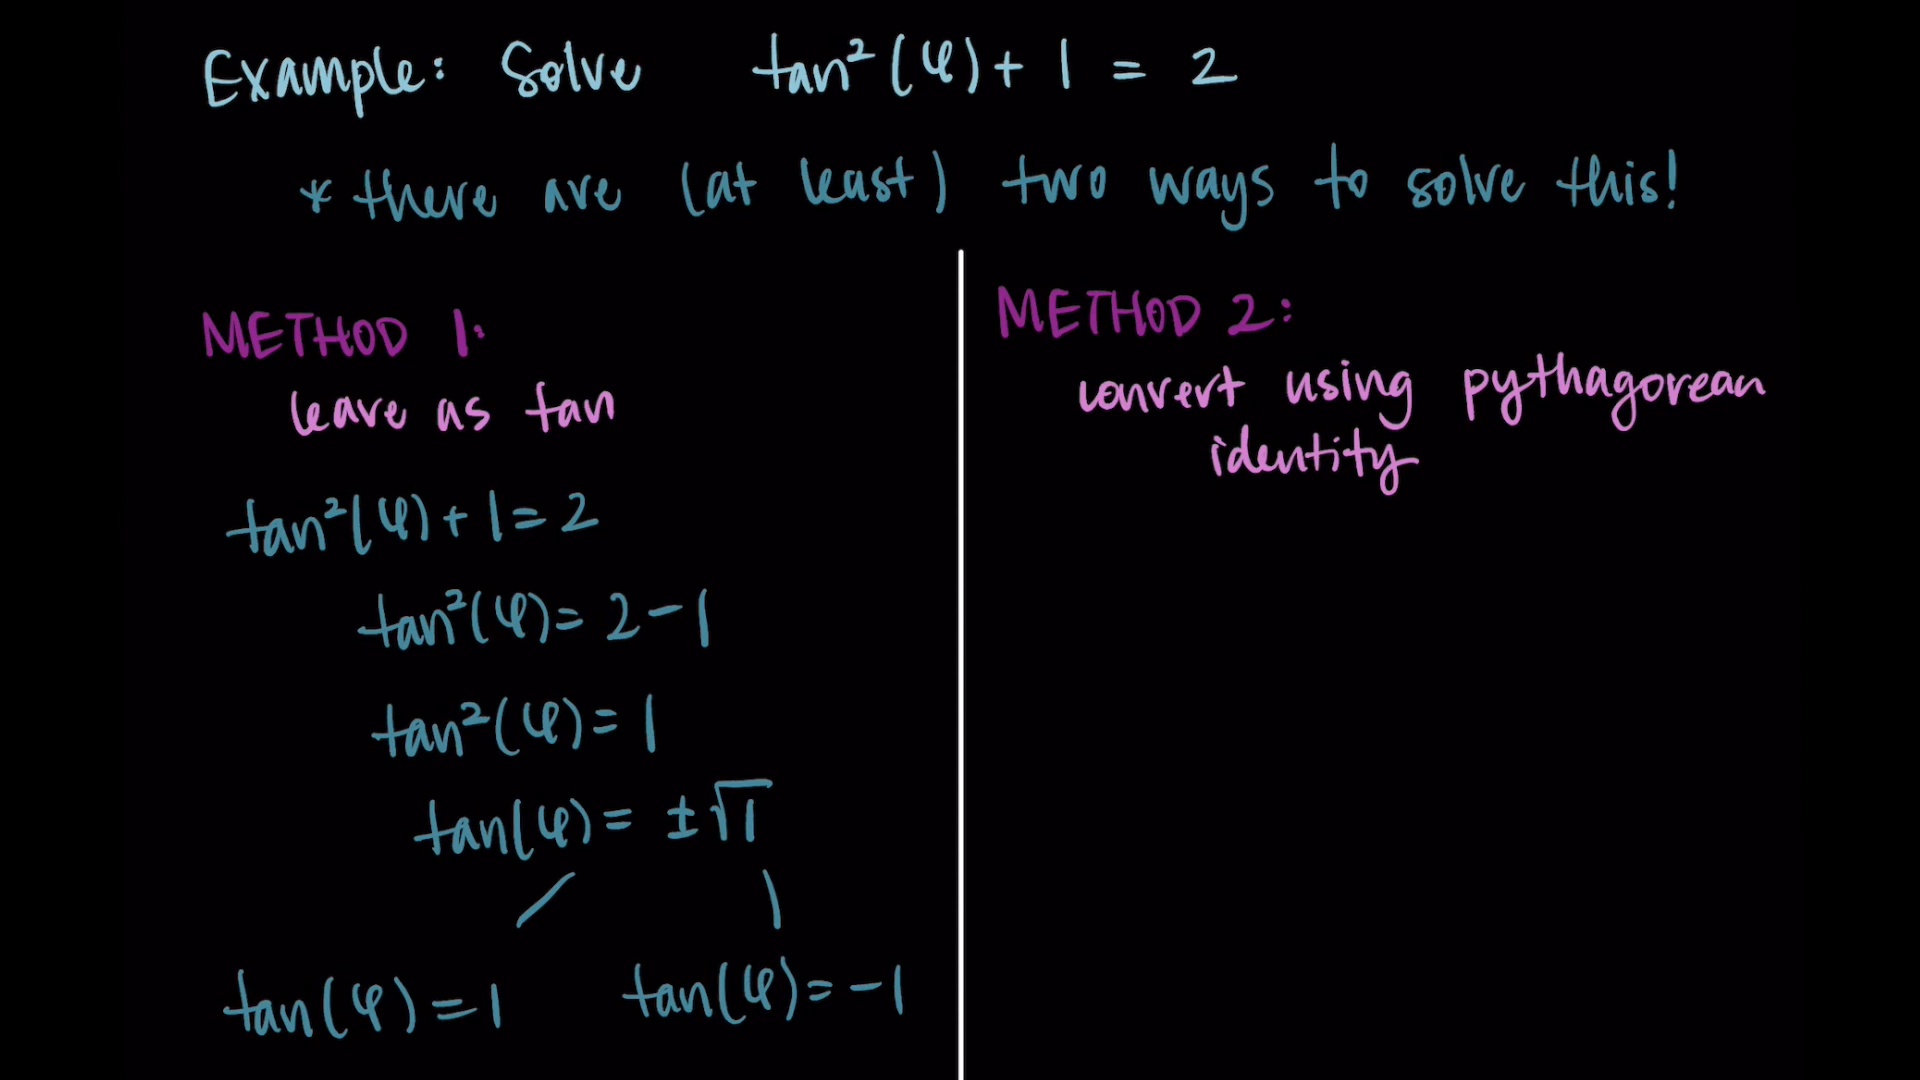 Example: Solve tan²(φ) + 1 = 2
* there are (at least) two ways to solve this!
METHOD 1:
leave as tan
tan²(φ) + 1 = 2
tan²(φ) = 2 - 1
tan²(φ) = 1
tan(φ) = ±√1
tan(φ) = 1 tan(φ) = -1
METHOD 2:
convert using pythagorean
identity